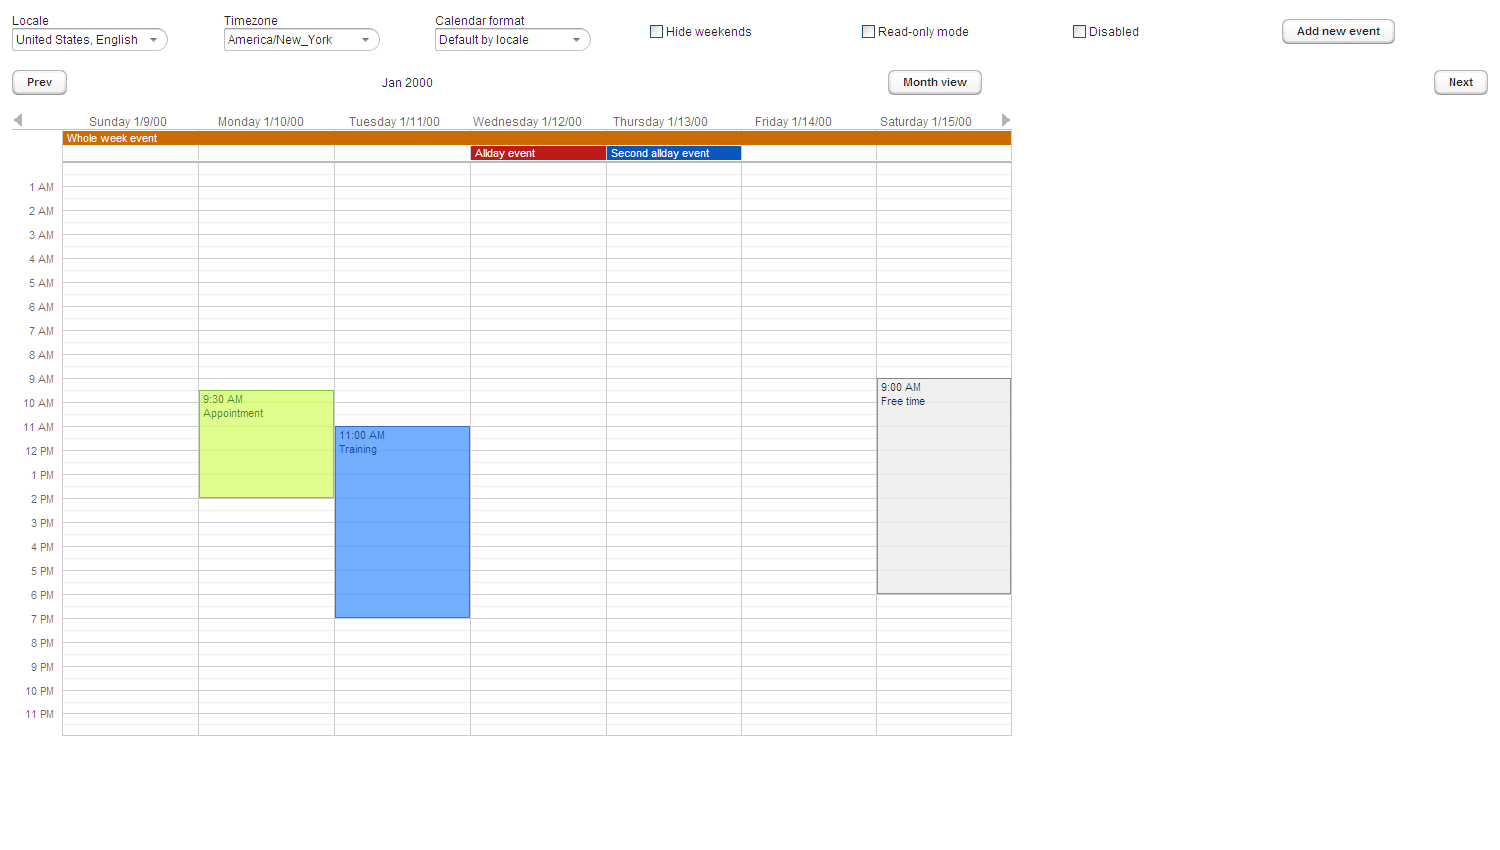 Locale
Timezone
Calendar format
United States, English
America/New_York
Default by locale
Hide weekends
Read-only mode
Disabled
Add new event
Prev
Jan 2000
Month view
Next
Sunday 1/9/00
Monday 1/10/00
Tuesday 1/11/00
Wednesday 1/12/00
Thursday 1/13/00
Friday 1/14/00
Saturday 1/15/00
Whole week event
Allday event
Second allday event
1 AM
2 AM
3 AM
4 AM
5 AM
6 AM
7 AM
8 AM
9 AM
10 AM
11 AM
12 PM
1 PM
2 PM
3 PM
4 PM
5 PM
6 PM
7 PM
8 PM
9 PM
10 PM
11 PM
9:30 AM
Appointment
11:00 AM
Training
9:00 AM
Free time